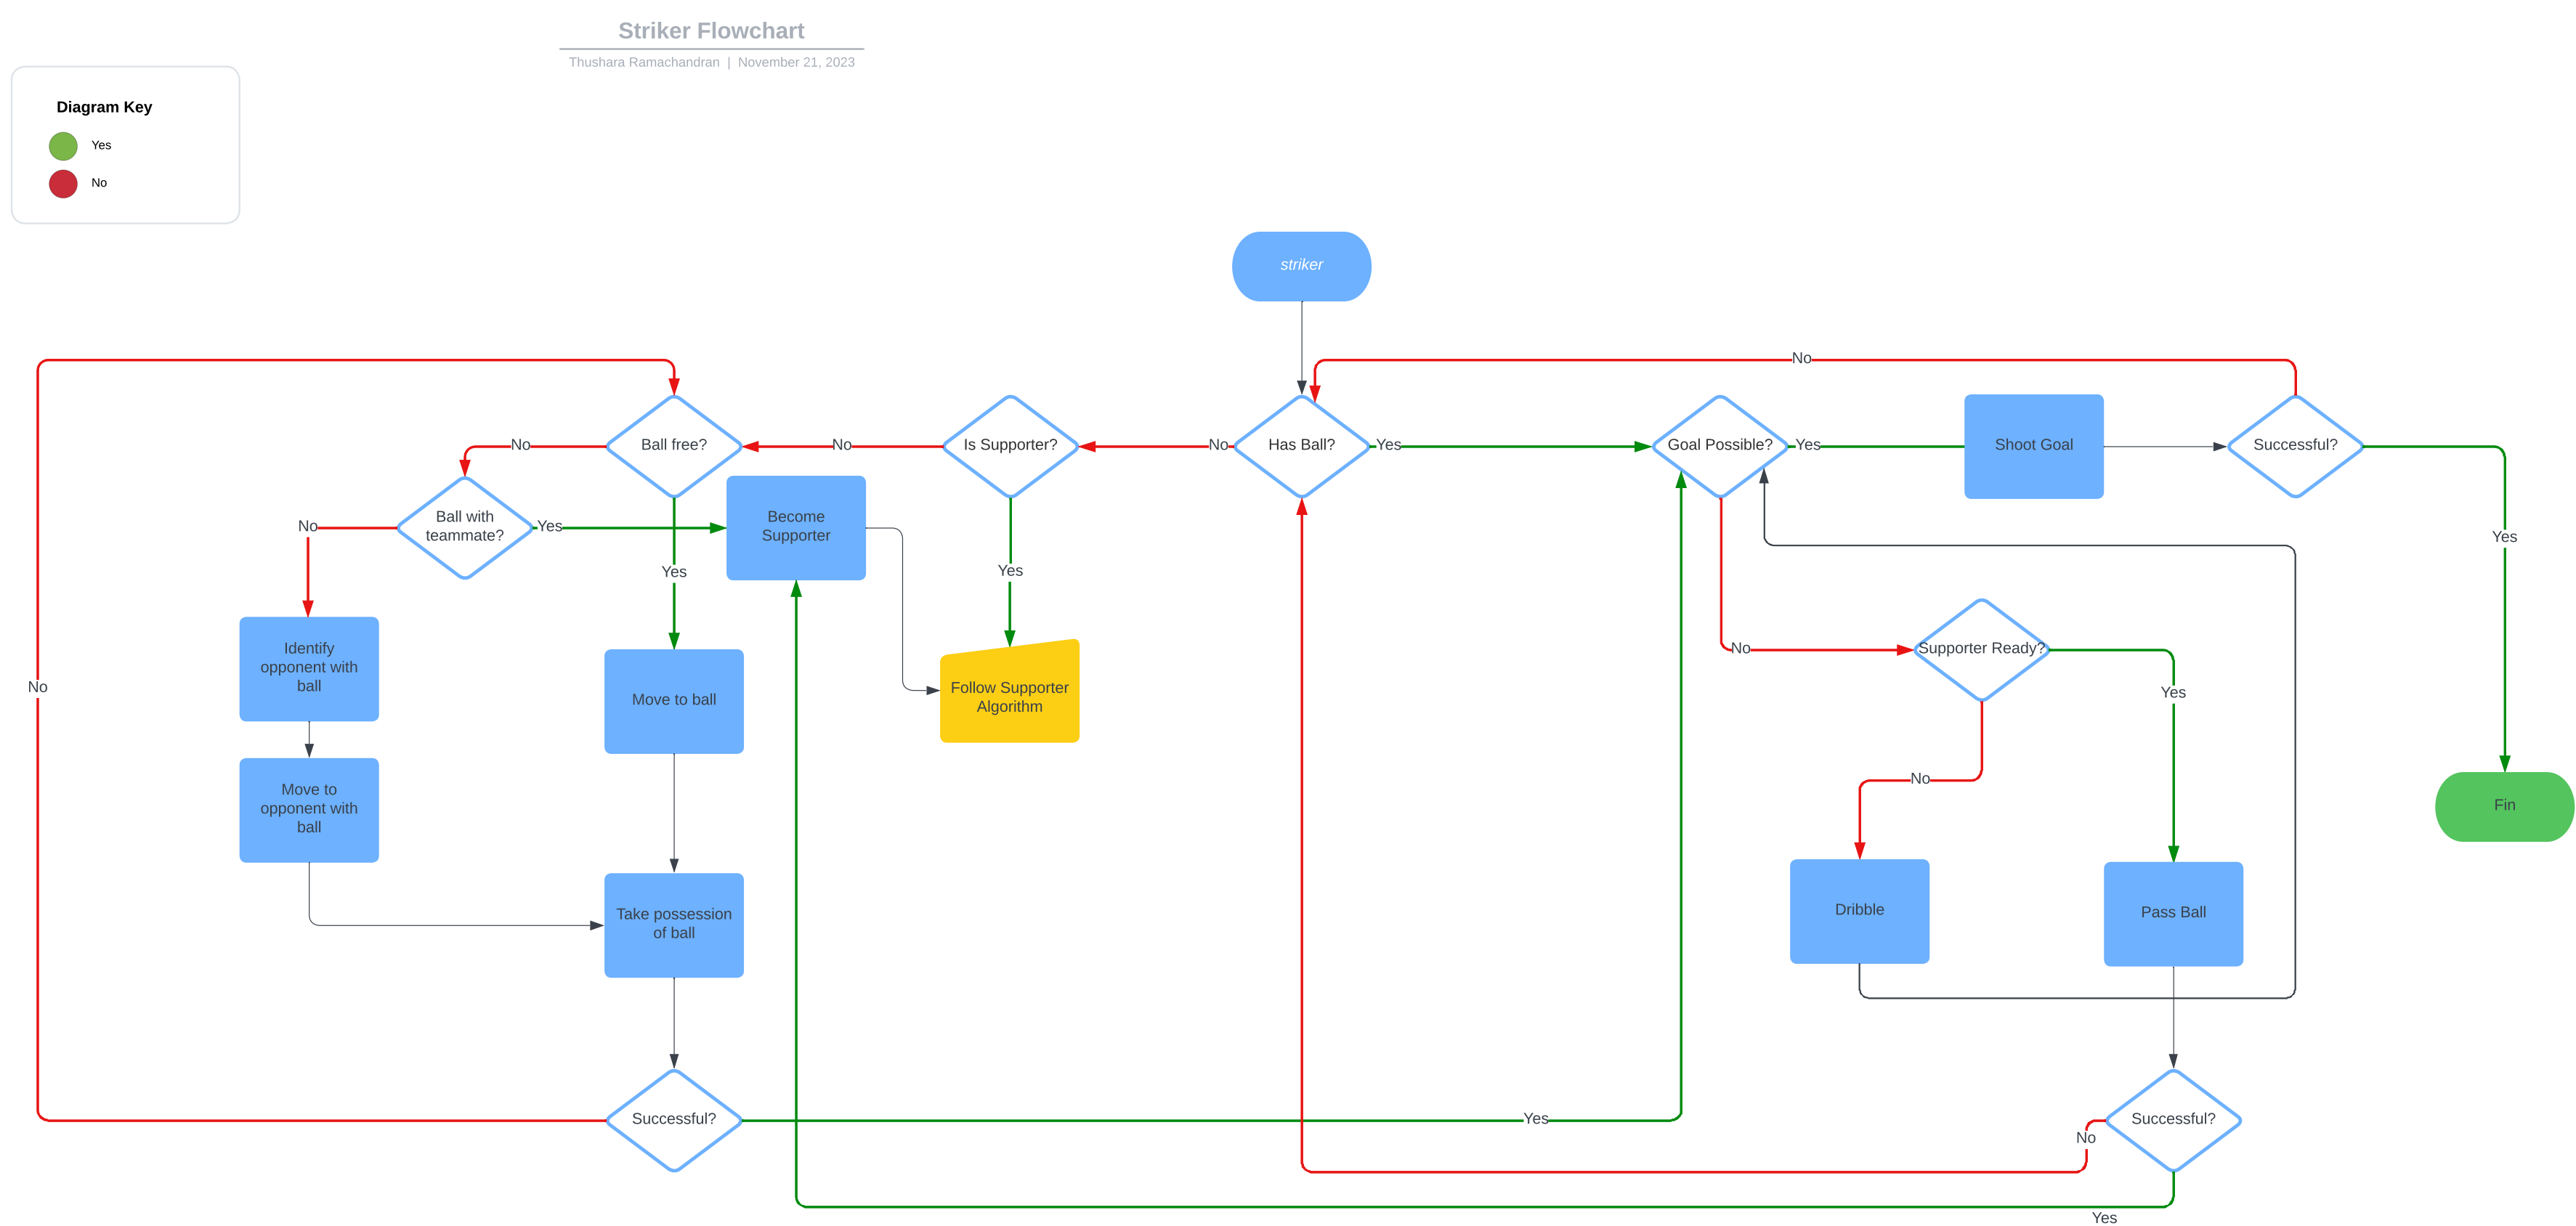 Striker Flowchart
Thushara Ramachandran | November 21, 2023
Diagram Key
Yes
No
striker
No
Ball free?
Is Supporter?
Has Ball?
Goal Possible?
Shoot Goal
Successful?
No
No
No
Yes
Yes
Ball with
teammate?
No
Yes
Become
Supporter
Yes
Yes
Yes
Identify
opponent with
ball
No
Supporter Ready?
No
Yes
Move to ball
Follow Supporter
Algorithm
Move to
opponent with
ball
No
Fin
Take possession
of ball
Dribble
Pass Ball
Successful?
Yes
Successful?
No
Yes